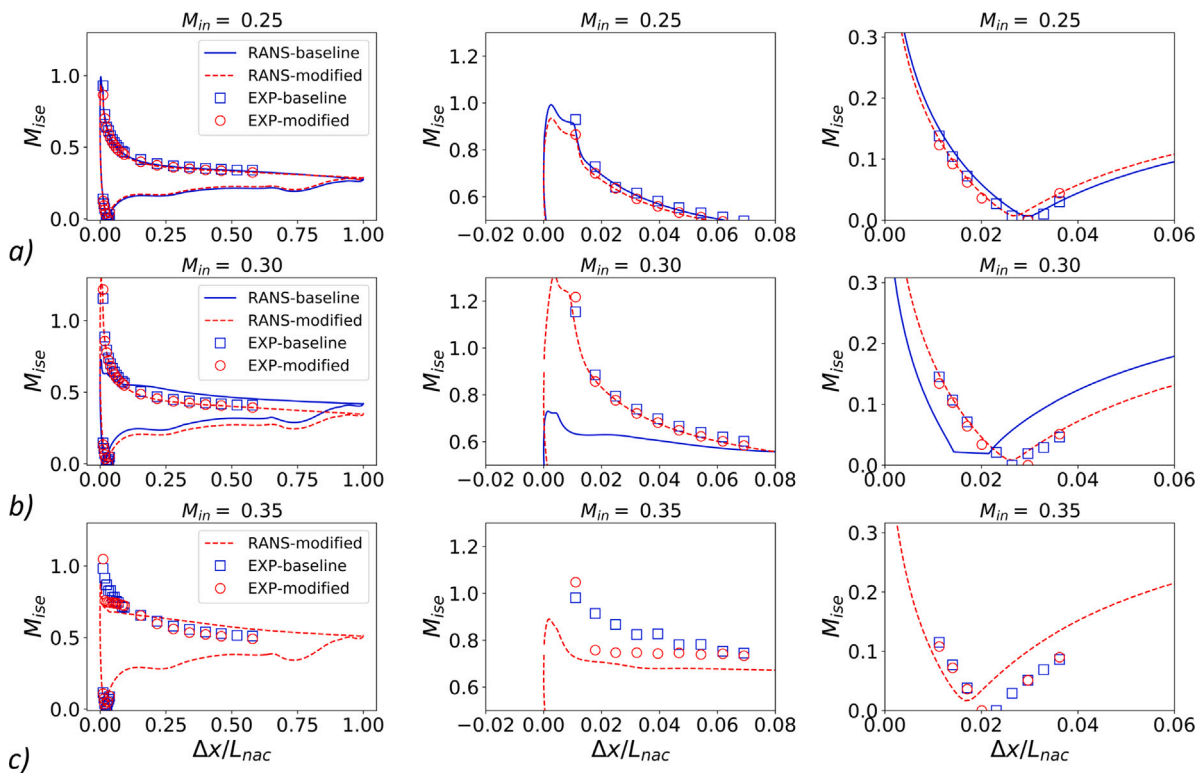 M_in = 0.25
M_in = 0.25
M_in = 0.25
M_ise
1.0
0.5
0.0
RANS-baseline
RANS-modified
EXP-baseline
EXP-modified
0.00 0.25 0.50 0.75 1.00
M_ise
1.0
0.8
0.6
−0.02 0.00 0.02 0.04 0.06 0.08
M_ise
0.3
0.2
0.1
0.0
0.00 0.02 0.04 0.06
a)
M_in = 0.30
M_in = 0.30
M_in = 0.30
M_ise
1.0
0.5
0.0
RANS-baseline
RANS-modified
EXP-baseline
EXP-modified
0.00 0.25 0.50 0.75 1.00
M_ise
1.2
1.0
0.8
0.6
−0.02 0.00 0.02 0.04 0.06 0.08
M_ise
0.3
0.2
0.1
0.0
0.00 0.02 0.04 0.06
b)
M_in = 0.35
M_in = 0.35
M_in = 0.35
M_ise
1.0
0.5
0.0
RANS-modified
EXP-baseline
EXP-modified
0.00 0.25 0.50 0.75 1.00
Δx/L_nac
M_ise
1.2
1.0
0.8
0.6
−0.02 0.00 0.02 0.04 0.06 0.08
Δx/L_nac
M_ise
0.3
0.2
0.1
0.0
0.00 0.02 0.04 0.06
Δx/L_nac
c)